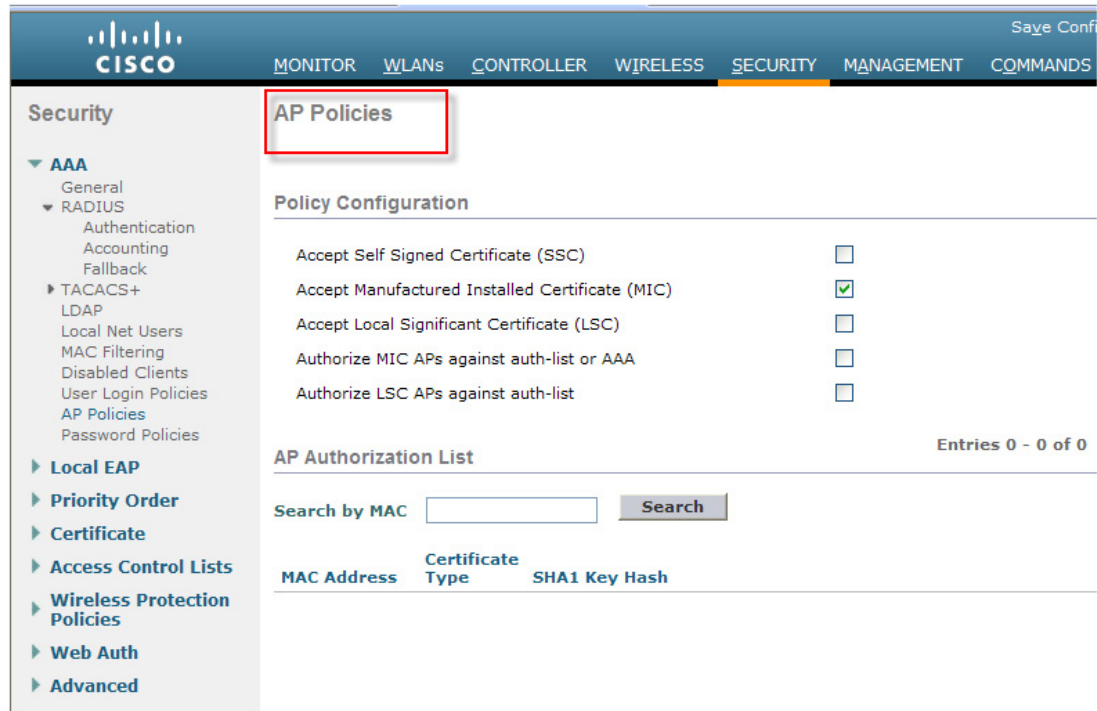 Save Confi
CISCO
MONITOR WLANs CONTROLLER WIRELESS SECURITY MANAGEMENT COMMANDS
Security
AAA
General
RADIUS
Authentication
Accounting
Fallback
TACACS+
LDAP
Local Net Users
MAC Filtering
Disabled Clients
User Login Policies
AP Policies
Password Policies
Local EAP
Priority Order
Certificate
Access Control Lists
Wireless Protection
Policies
Web Auth
Advanced
AP Policies
Policy Configuration
Accept Self Signed Certificate (SSC)
Accept Manufactured Installed Certificate (MIC)
Accept Local Significant Certificate (LSC)
Authorize MIC APs against auth-list or AAA
Authorize LSC APs against auth-list
Entries 0 - 0 of 0
AP Authorization List
Search by MAC Search
MAC Address Certificate Type SHA1 Key Hash